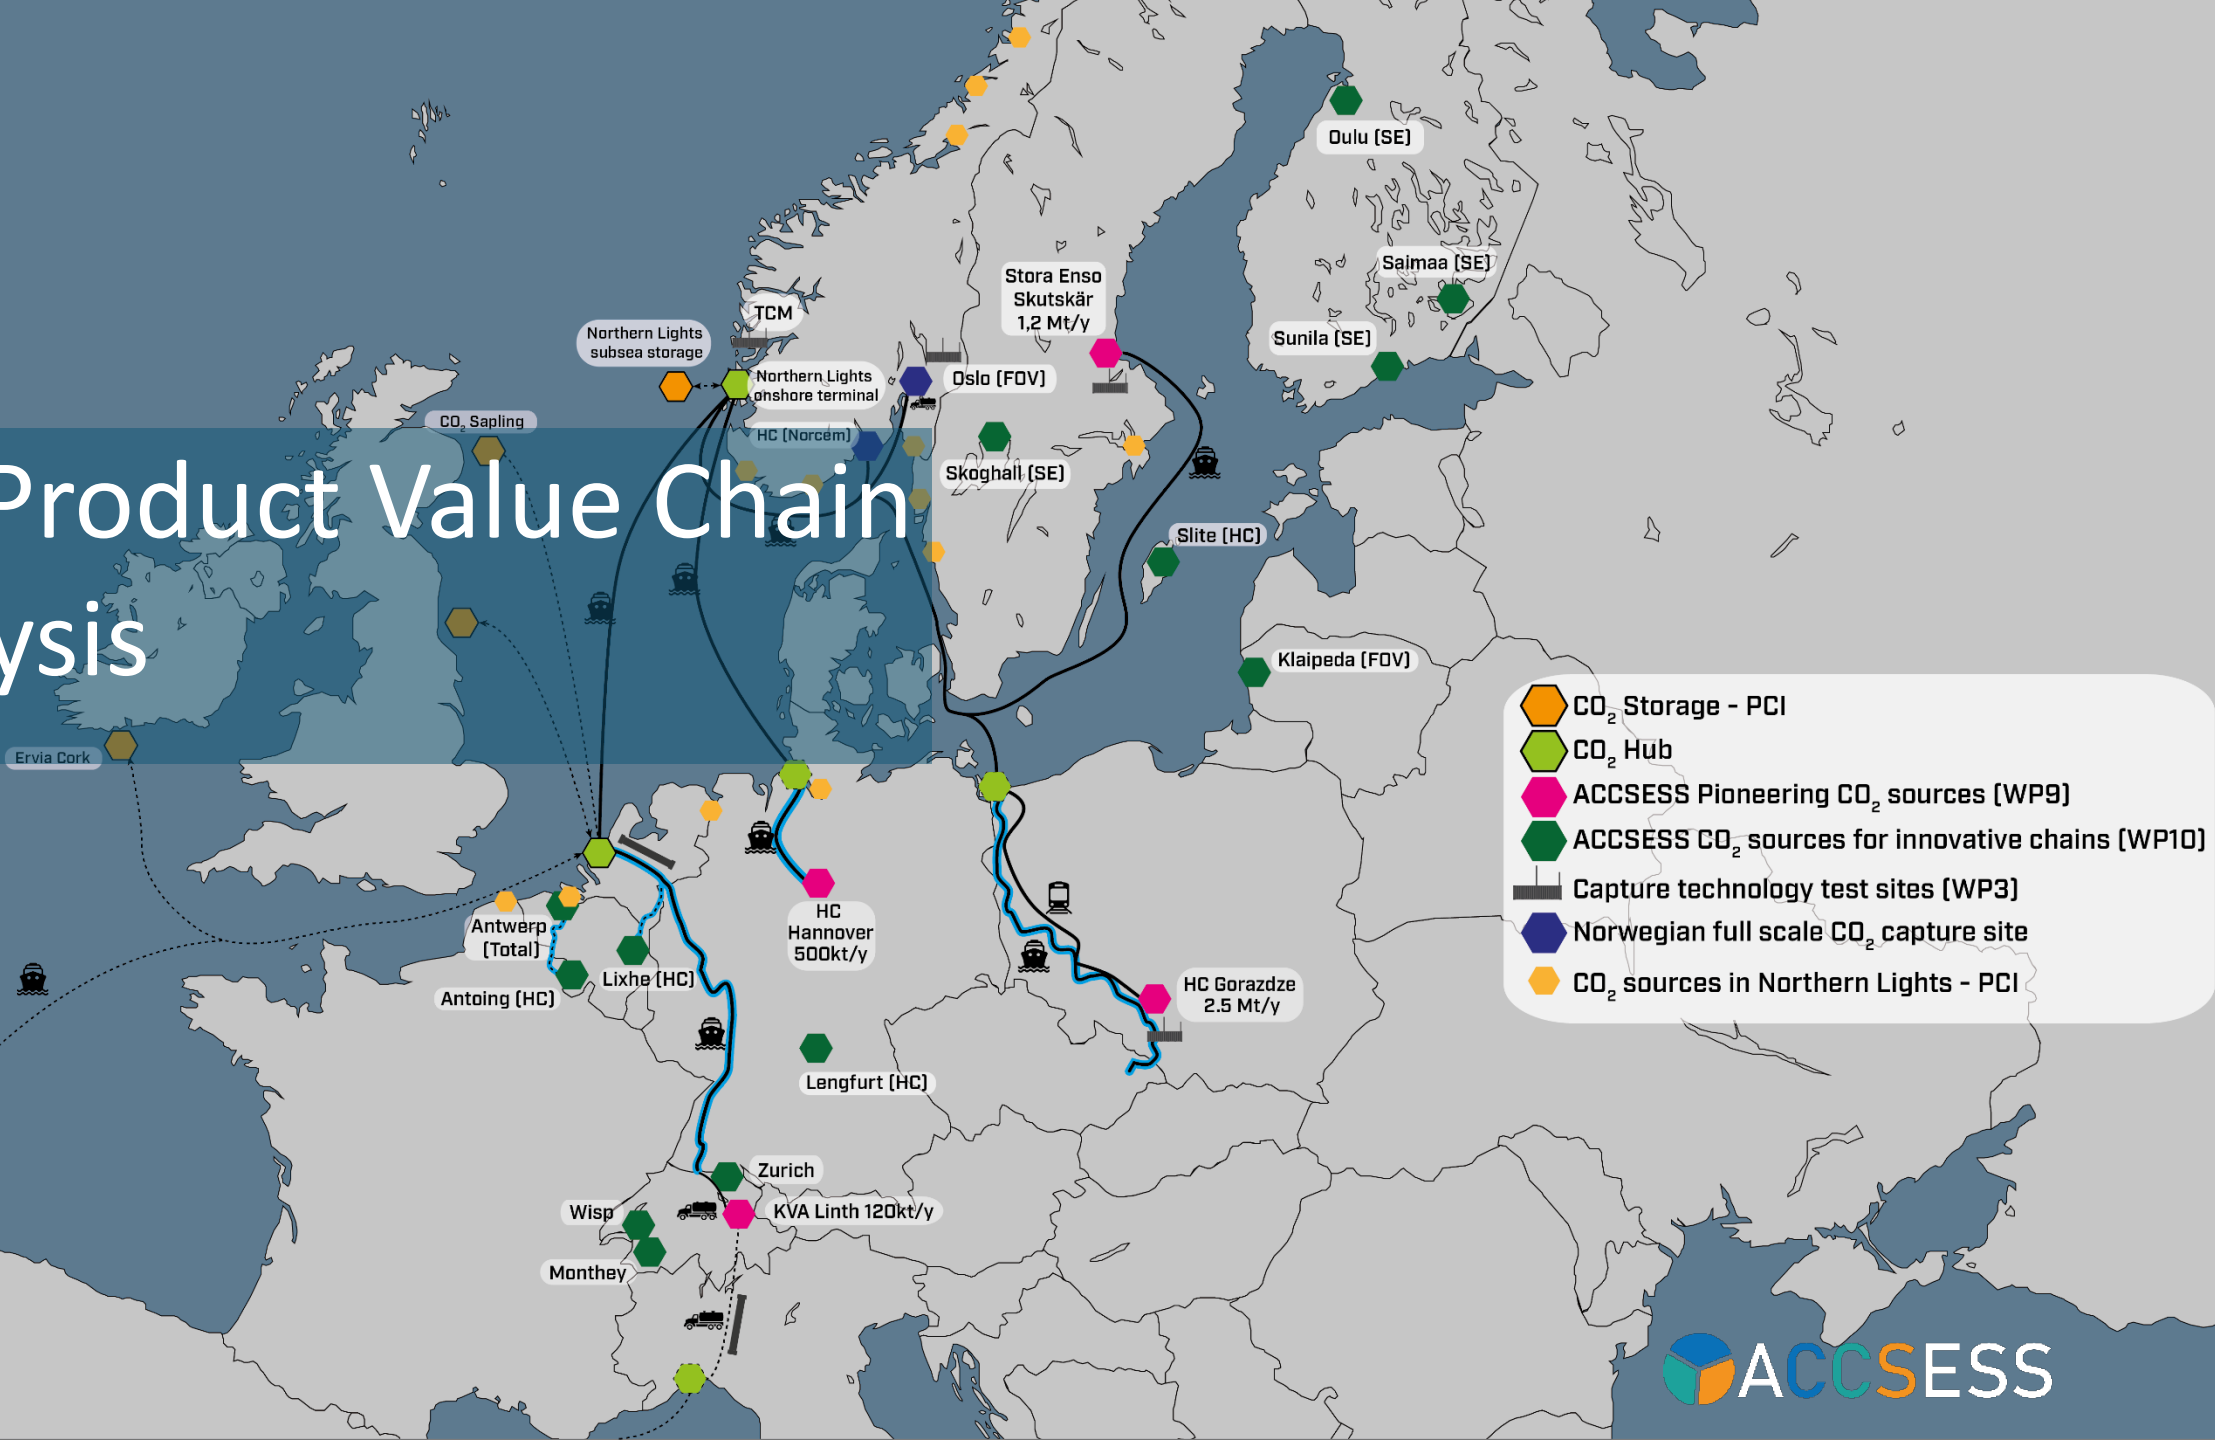 Oulu (SE)
Saimaa (SE)
Stora Enso
Skutskär
1,2 Mt/y
TCM
Northern Lights
subsea storage
Sunila (SE)
Northern Lights
onshore terminal
Oslo (FOV)
CO2 Sapling
HC (Norcem)
Skoghall (SE)
Product Value Chain
Slite (HC)
ysis
Klaipeda (FOV)
Ervia Cork
CO2 Storage - PCI
CO2 Hub
ACCSESS Pioneering CO2 sources (WP9)
ACCSESS CO2 sources for innovative chains (WP10)
Capture technology test sites (WP3)
Norwegian full scale CO2 capture site
CO2 sources in Northern Lights - PCI
HC
Hannover
500kt/y
Antwerp
(Total)
Lixhe (HC)
Antoing (HC)
HC Gorazdze
2.5 Mt/y
Lengfurt (HC)
Zurich
Wisp
KVA Linth 120kt/y
Monthey
ACCSESS